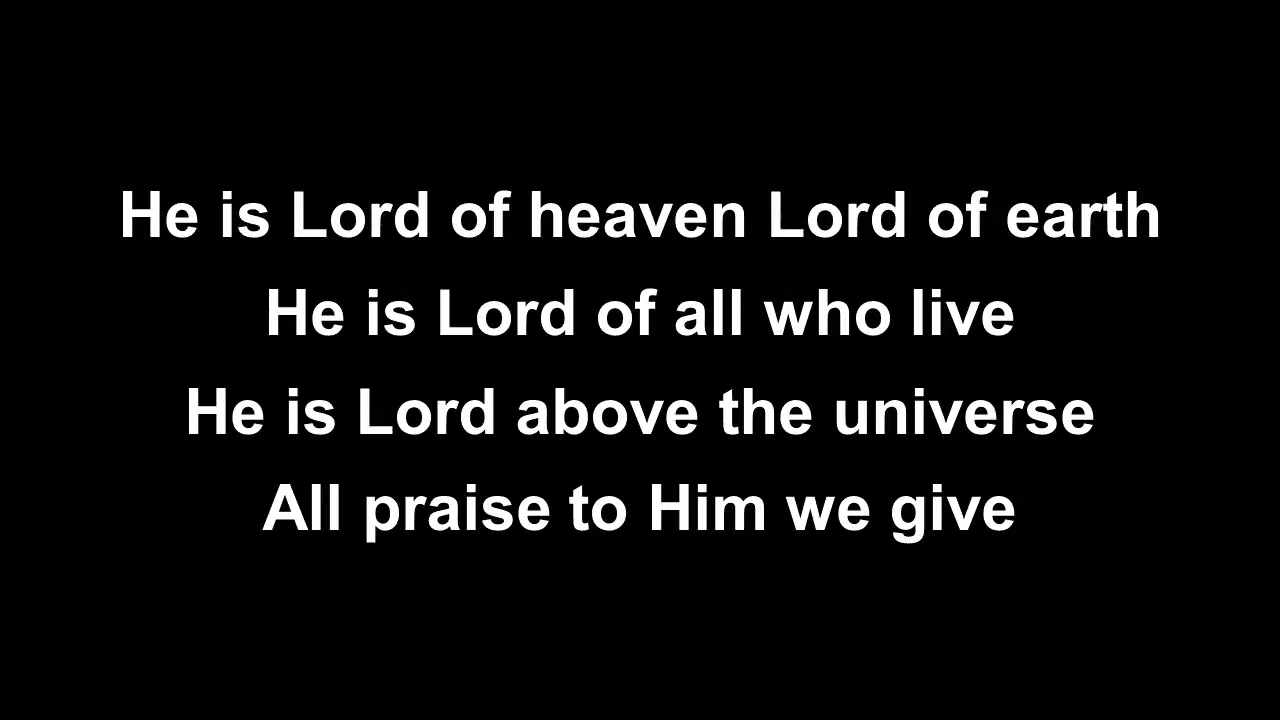 He is Lord of heaven Lord of earth
He is Lord of all who live
He is Lord above the universe
All praise to Him we give